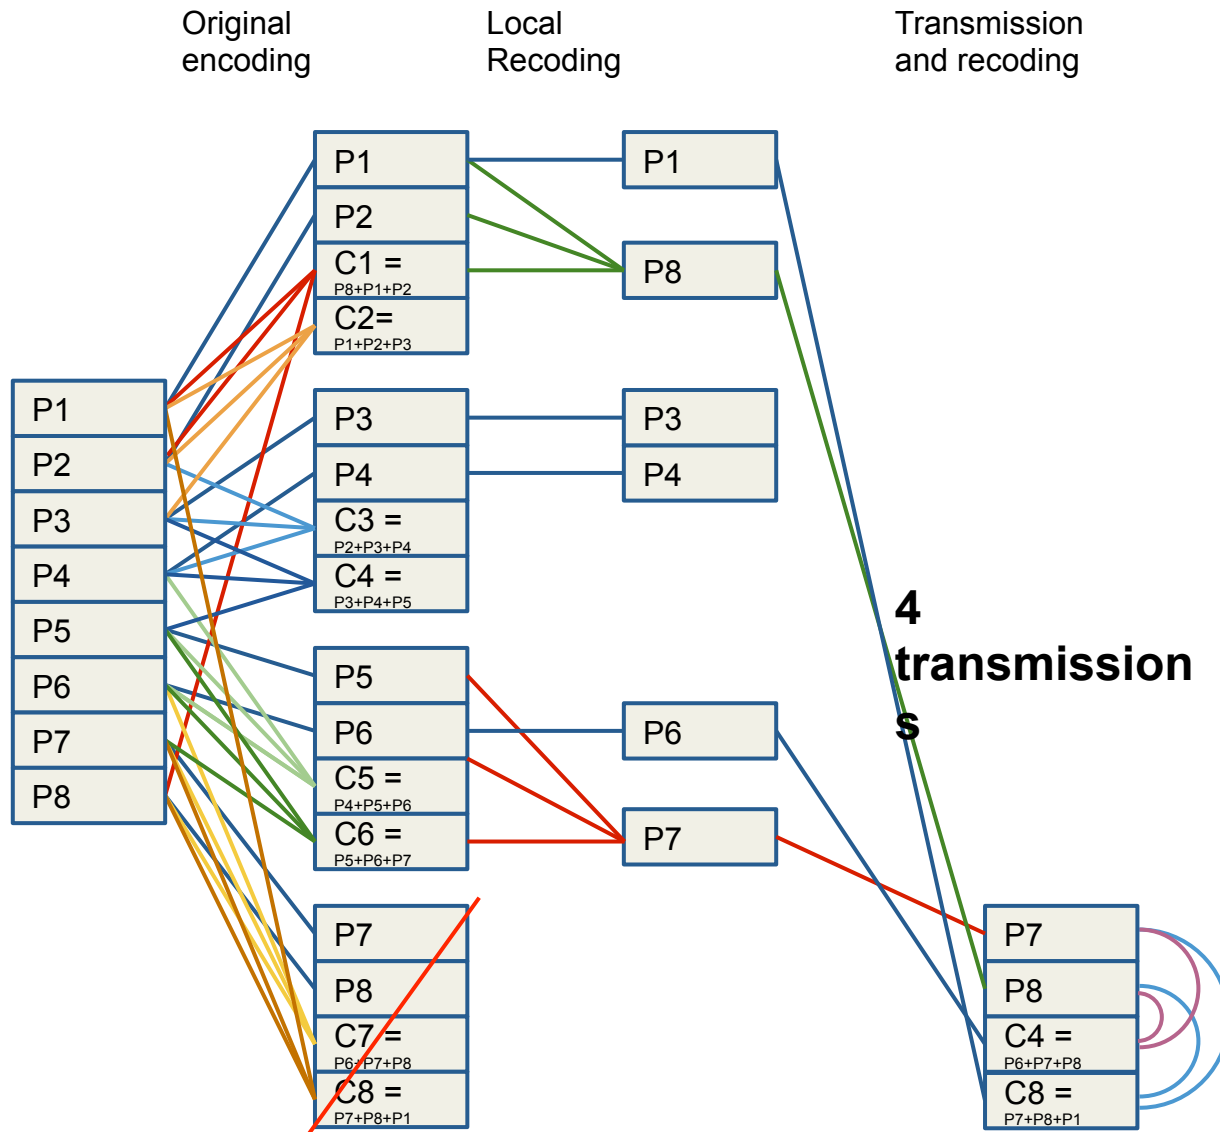 Original
encoding
Local
Recoding
Transmission
and recoding
P1
P2
P3
P4
P5
P6
P7
P8
P1
P2
C1 =
P8+P1+P2
C2=
P1+P2+P3
P3
P4
C3 =
P2+P3+P4
C4 =
P3+P4+P5
P5
P6
C5 =
P4+P5+P6
C6 =
P5+P6+P7
P7
P8
C7 =
P6+P7+P8
C8 =
P7+P8+P1
P1
P8
P3
P4
P6
P7
4
transmission
s
P7
P8
C4 =
P6+P7+P8
C8 =
P7+P8+P1